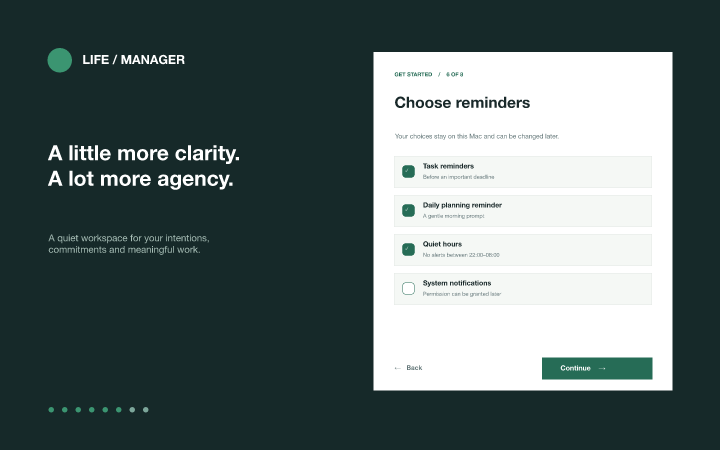 LIFE / MANAGER
A little more clarity.
A lot more agency.
A quiet workspace for your intentions,
commitments and meaningful work.
GET STARTED / 6 OF 8
Choose reminders
Your choices stay on this Mac and can be changed later.
Task reminders
Before an important deadline
Daily planning reminder
A gentle morning prompt
Quiet hours
No alerts between 22:00–08:00
System notifications
Permission can be granted later
← Back
Continue →